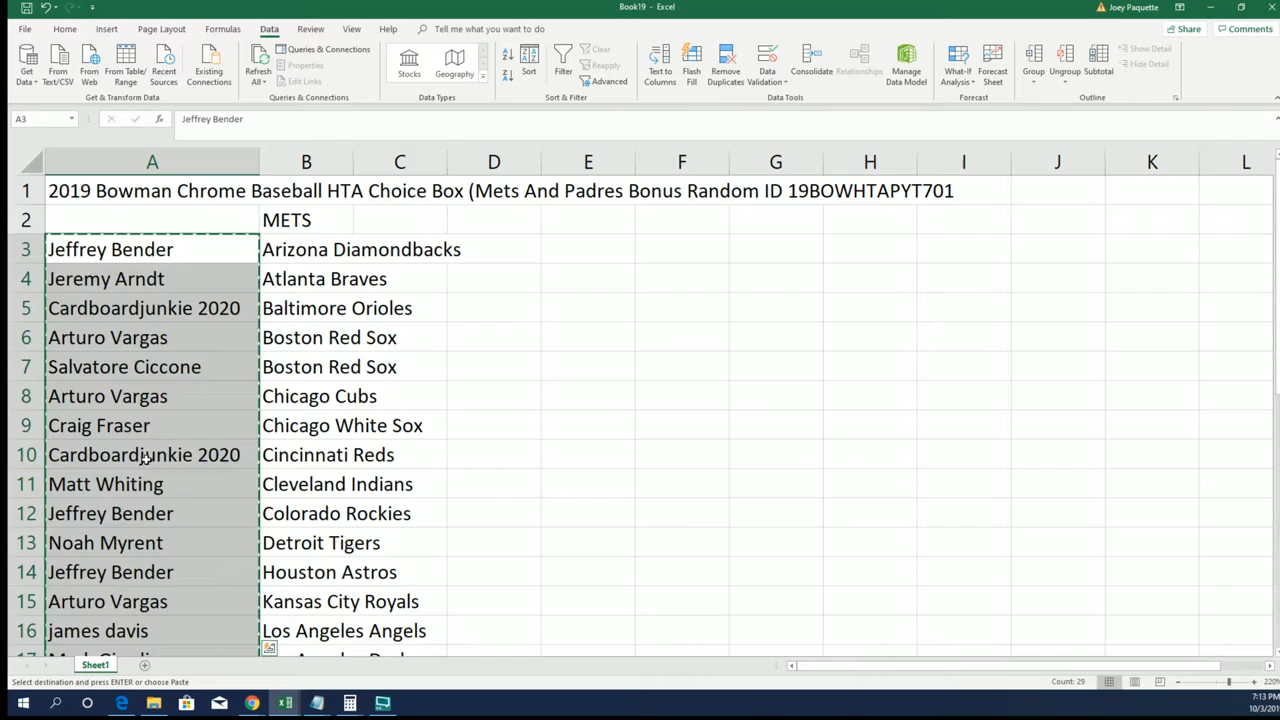 Book19 - Excel
Joey Paquette
File Home Insert Page Layout Formulas Data Review View Help Tell me what you want to do
Share Comments
Get Data From Text/CSV From Web From Table/Range Recent Sources Existing Connections
Refresh All Queries & Connections Properties Edit Links
Stocks Geography
Sort Filter Clear Reapply Advanced
Text to Columns Flash Fill Remove Duplicates Data Validation Consolidate Relationships Manage Data Model
What-If Analysis Forecast Sheet
Group Ungroup Subtotal Show Detail Hide Detail
Get & Transform Data Queries & Connections Data Types Sort & Filter Data Tools Forecast Outline
A3 fx Jeffrey Bender
A B C D E F G H I J K L
1 2019 Bowman Chrome Baseball HTA Choice Box (Mets And Padres Bonus Random ID 19BOWHTAPYT701
2 METS
3 Jeffrey Bender Arizona Diamondbacks
4 Jeremy Arndt Atlanta Braves
5 Cardboardjunkie 2020 Baltimore Orioles
6 Arturo Vargas Boston Red Sox
7 Salvatore Ciccone Boston Red Sox
8 Arturo Vargas Chicago Cubs
9 Craig Fraser Chicago White Sox
10 Cardboardjunkie 2020 Cincinnati Reds
11 Matt Whiting Cleveland Indians
12 Jeffrey Bender Colorado Rockies
13 Noah Myrent Detroit Tigers
14 Jeffrey Bender Houston Astros
15 Arturo Vargas Kansas City Royals
16 james davis Los Angeles Angels
Sheet1
Select destination and press ENTER or choose Paste
Count: 29
220%
7:13 PM
10/3/2019